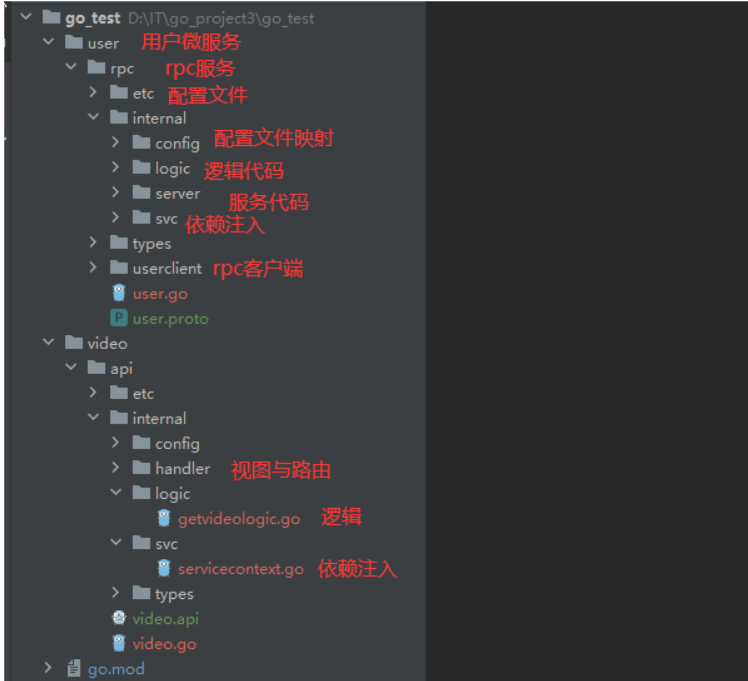 go_test D:\IT\go_project3\go_test
user 用户微服务
rpc rpc服务
etc 配置文件
internal
config 配置文件映射
logic 逻辑代码
server 服务代码
svc 依赖注入
types
userclient rpc客户端
user.go
P user.proto
video
api
etc
internal
config
handler 视图与路由
logic
getvideologic.go 逻辑
svc
servicecontext.go 依赖注入
types
video.api
video.go
go.mod